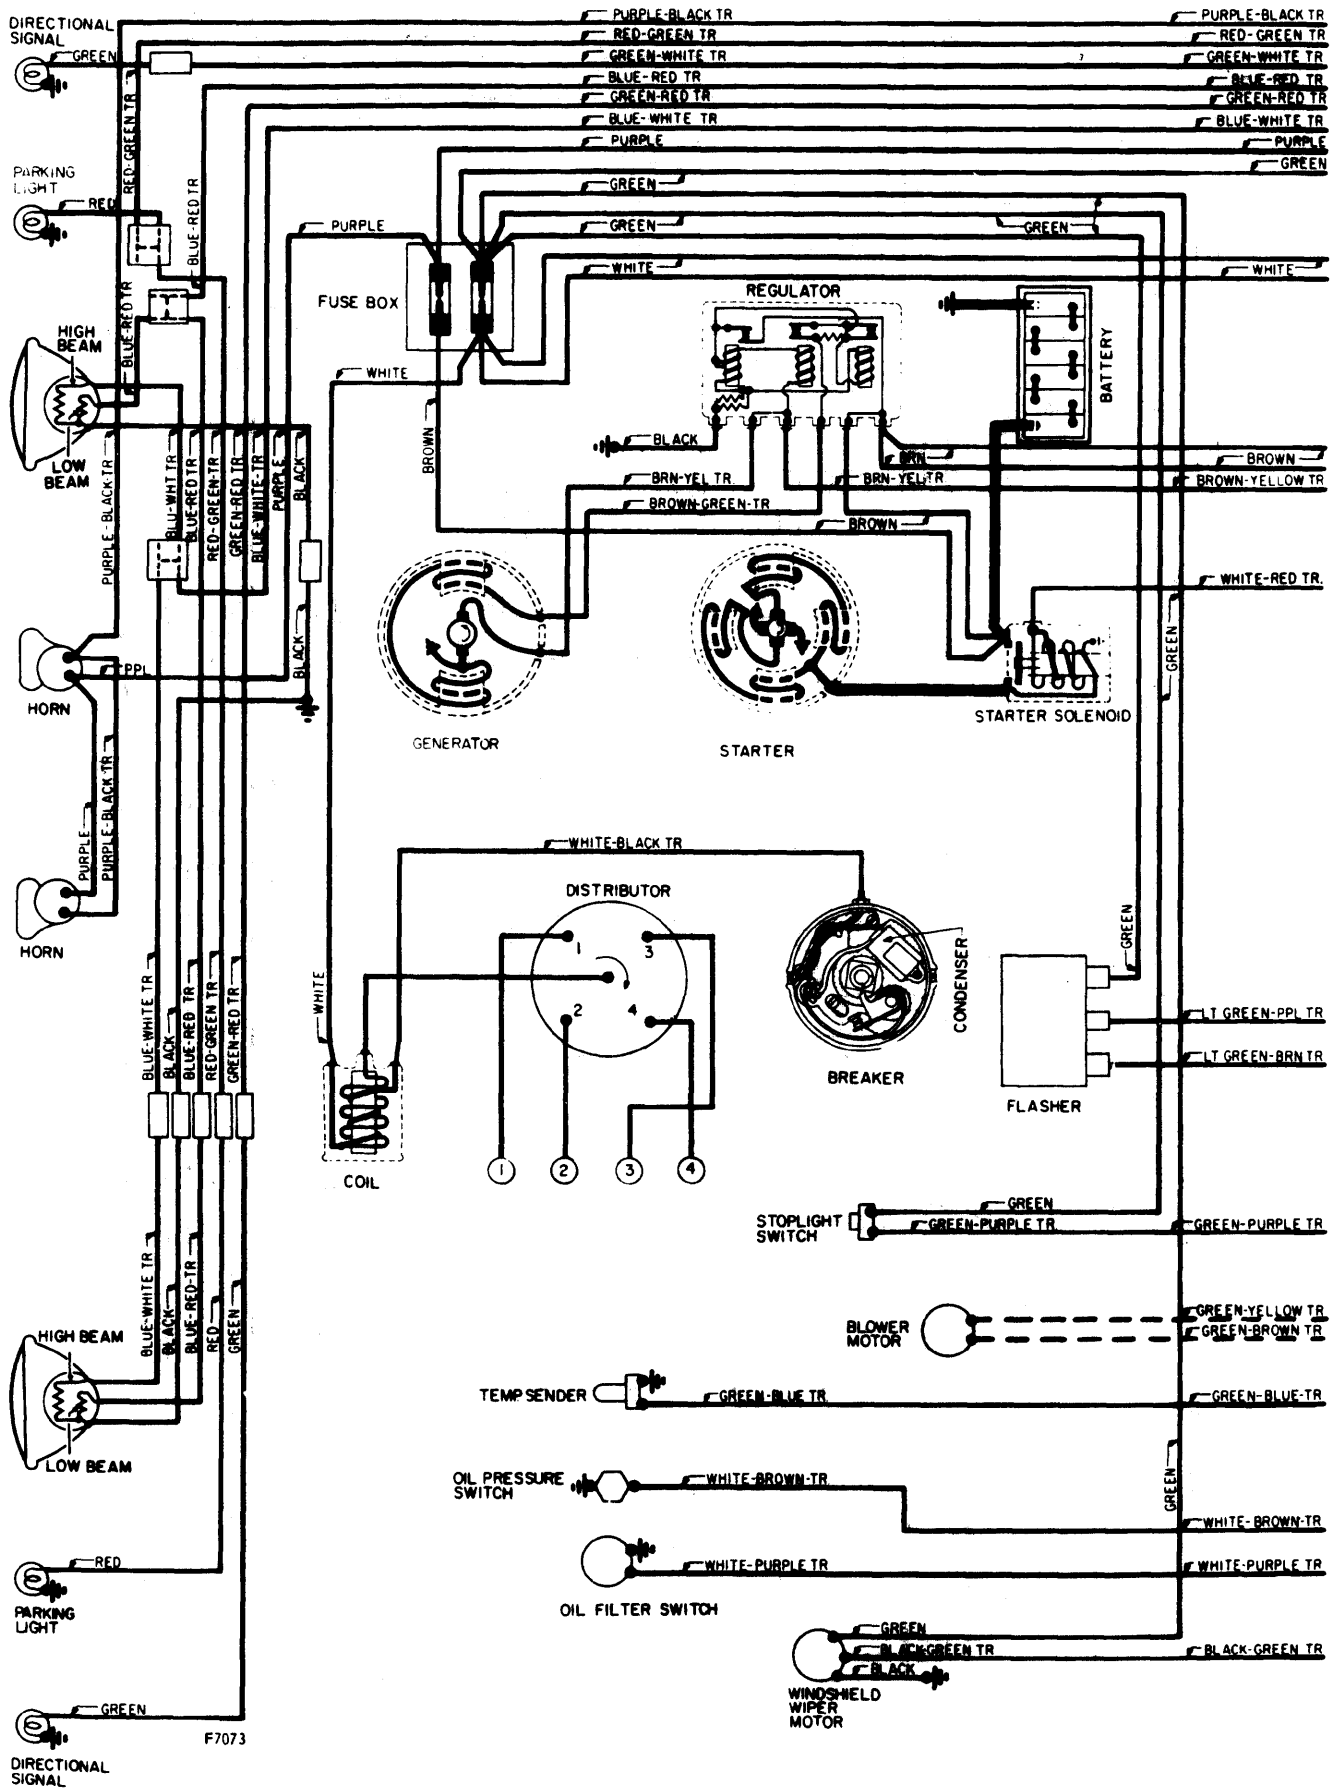 DIRECTIONAL
SIGNAL
GREEN
PURPLE-BLACK TR
PURPLE-BLACK TR
RED-GREEN TR
RED-GREEN TR
GREEN-WHITE TR
GREEN-WHITE TR
BLUE-RED TR
BLUE-RED TR
GREEN-RED TR
GREEN-RED TR
BLUE-WHITE TR
BLUE-WHITE TR
PURPLE
PURPLE
GREEN
GREEN
GREEN
GREEN
WHITE
WHITE
PARKING
LIGHT
RED
RED-GREEN TR
BLUE-RED TR
BLUE-RED TR
PURPLE
FUSE BOX
REGULATOR
BATTERY
HIGH
BEAM
LOW
BEAM
WHITE
BROWN
BLACK
BRN
BROWN
BRN-YEL TR
BRN-YEL TR
BROWN-YELLOW TR
BROWN-GREEN-TR
BROWN
PURPLE-BLACK-TR
BLU-WHT TR
BLUE-RED TR
RED-GREEN-TR
GREEN-RED TR
BLUE-WHITE-TR
PURPLE
BLACK
WHITE-RED TR.
GREEN
BLACK
PPL
HORN
GENERATOR
STARTER
STARTER SOLENOID
PURPLE
PURPLE-BLACK TR
HORN
WHITE-BLACK TR
DISTRIBUTOR
1
3
2
4
CONDENSER
BREAKER
GREEN
LT GREEN-PPL TR
LT GREEN-BRN TR
FLASHER
WHITE
COIL
1
2
3
4
BLUE-WHITE TR
BLACK
BLUE-RED TR
RED-GREEN TR
GREEN-RED TR
STOPLIGHT
SWITCH
GREEN
GREEN-PURPLE TR
GREEN-PURPLE TR
BLUE-WHITE TR
BLACK
BLUE-RED-TR
RED
GREEN
HIGH BEAM
LOW BEAM
BLOWER
MOTOR
GREEN-YELLOW TR
GREEN-BROWN TR
TEMP SENDER
GREEN-BLUE TR
GREEN-BLUE-TR
OIL PRESSURE
SWITCH
WHITE-BROWN-TR
GREEN
WHITE-BROWN-TR
WHITE-PURPLE TR
WHITE-PURPLE TR
OIL FILTER SWITCH
RED
PARKING
LIGHT
GREEN
BLACK-GREEN TR
BLACK-GREEN TR
BLACK
WINDSHIELD
WIPER
MOTOR
GREEN
F7073
DIRECTIONAL
SIGNAL